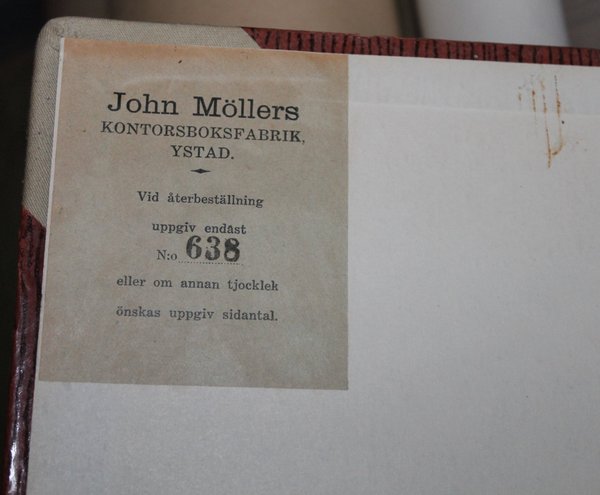 John Möllers
KONTORSBOKSFABRIK,
YSTAD.
Vid återbeställning
uppgiv endast
N:o 638
eller om annan tjocklek
önskas uppgiv sidantal.